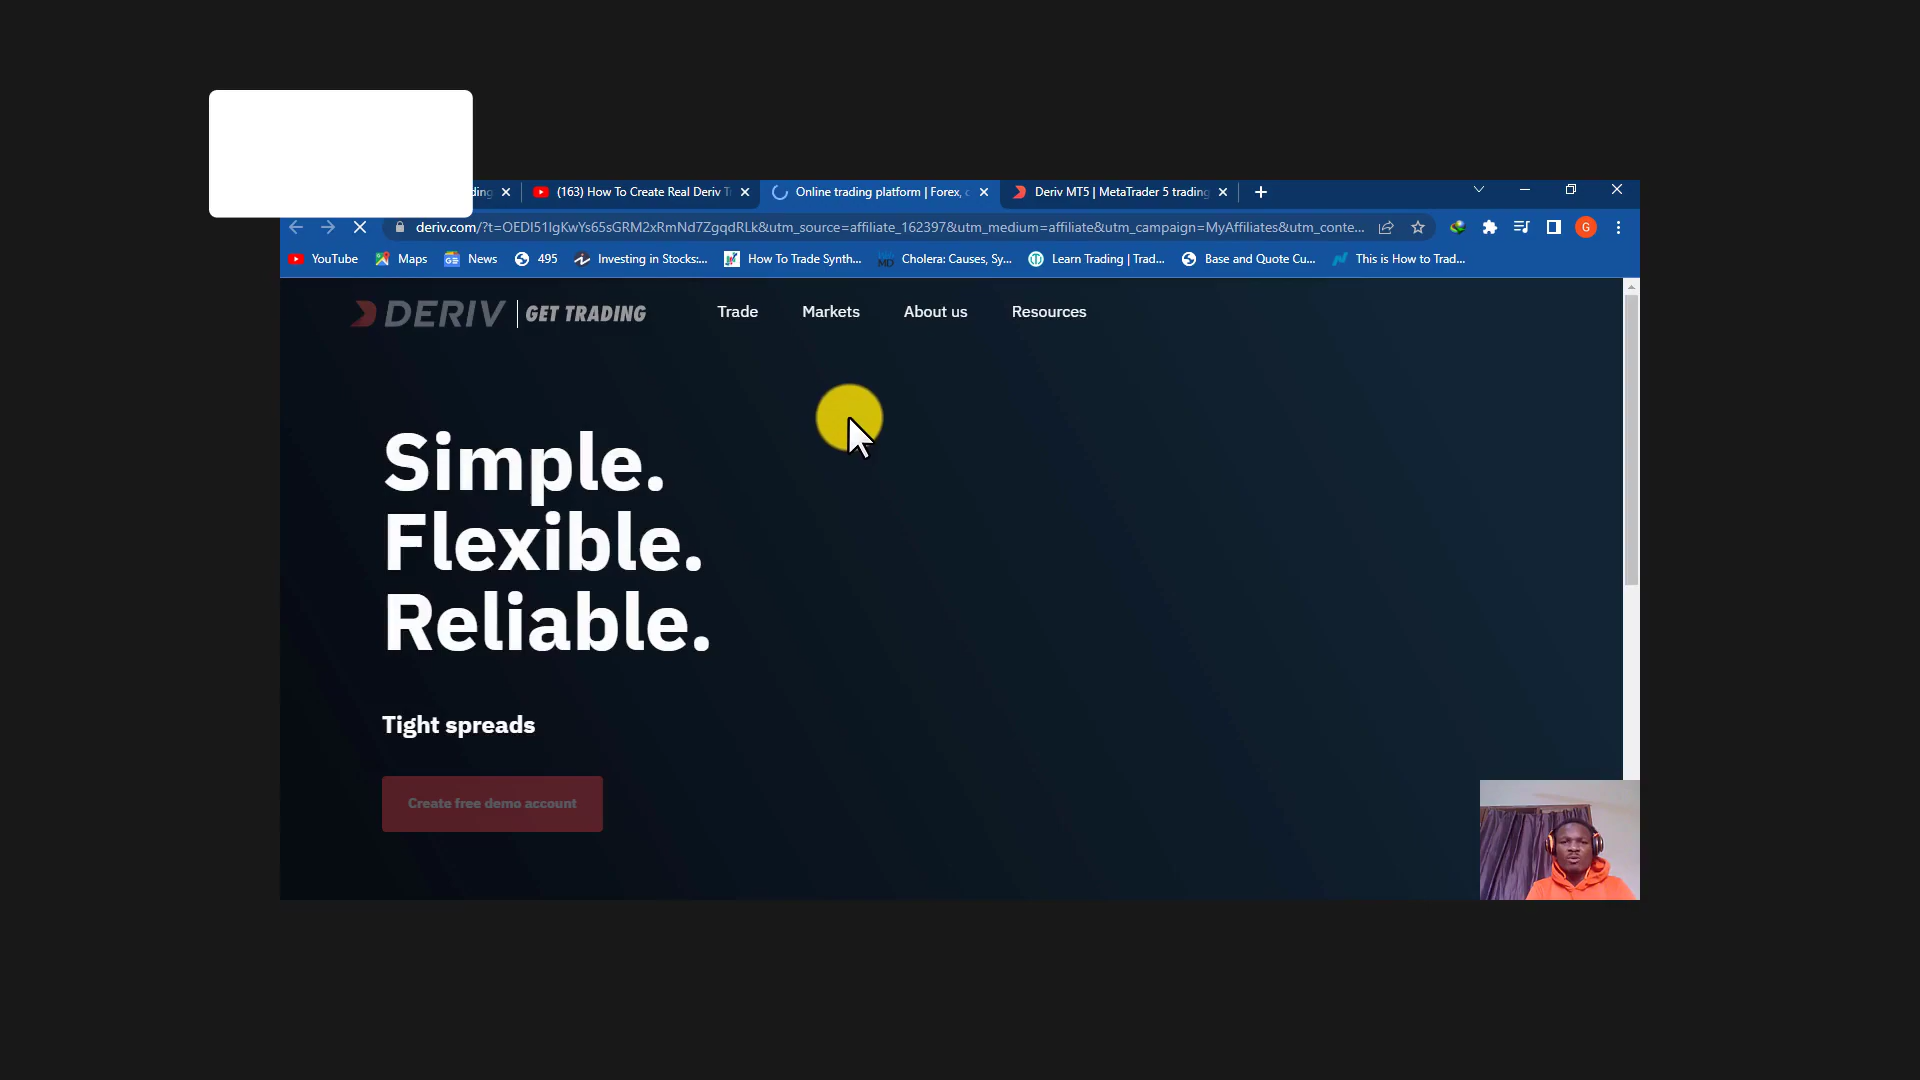 ding
(163) How To Create Real Deriv T
Online trading platform | Forex, c
Deriv MT5 | MetaTrader 5 trading
deriv.com/?t=OEDI51IgKwYs65sGRM2xRmNd7ZgqdRLk&utm_source=affiliate_162397&utm_medium=affiliate&utm_campaign=MyAffiliates&utm_conte...
G
YouTube
Maps
News
495
Investing in Stocks:...
How To Trade Synth...
Cholera: Causes, Sy...
Learn Trading | Trad...
Base and Quote Cu...
This is How to Trad...
DERIV | GET TRADING
Trade
Markets
About us
Resources
Simple.
Flexible.
Reliable.
Tight spreads
Create free demo account